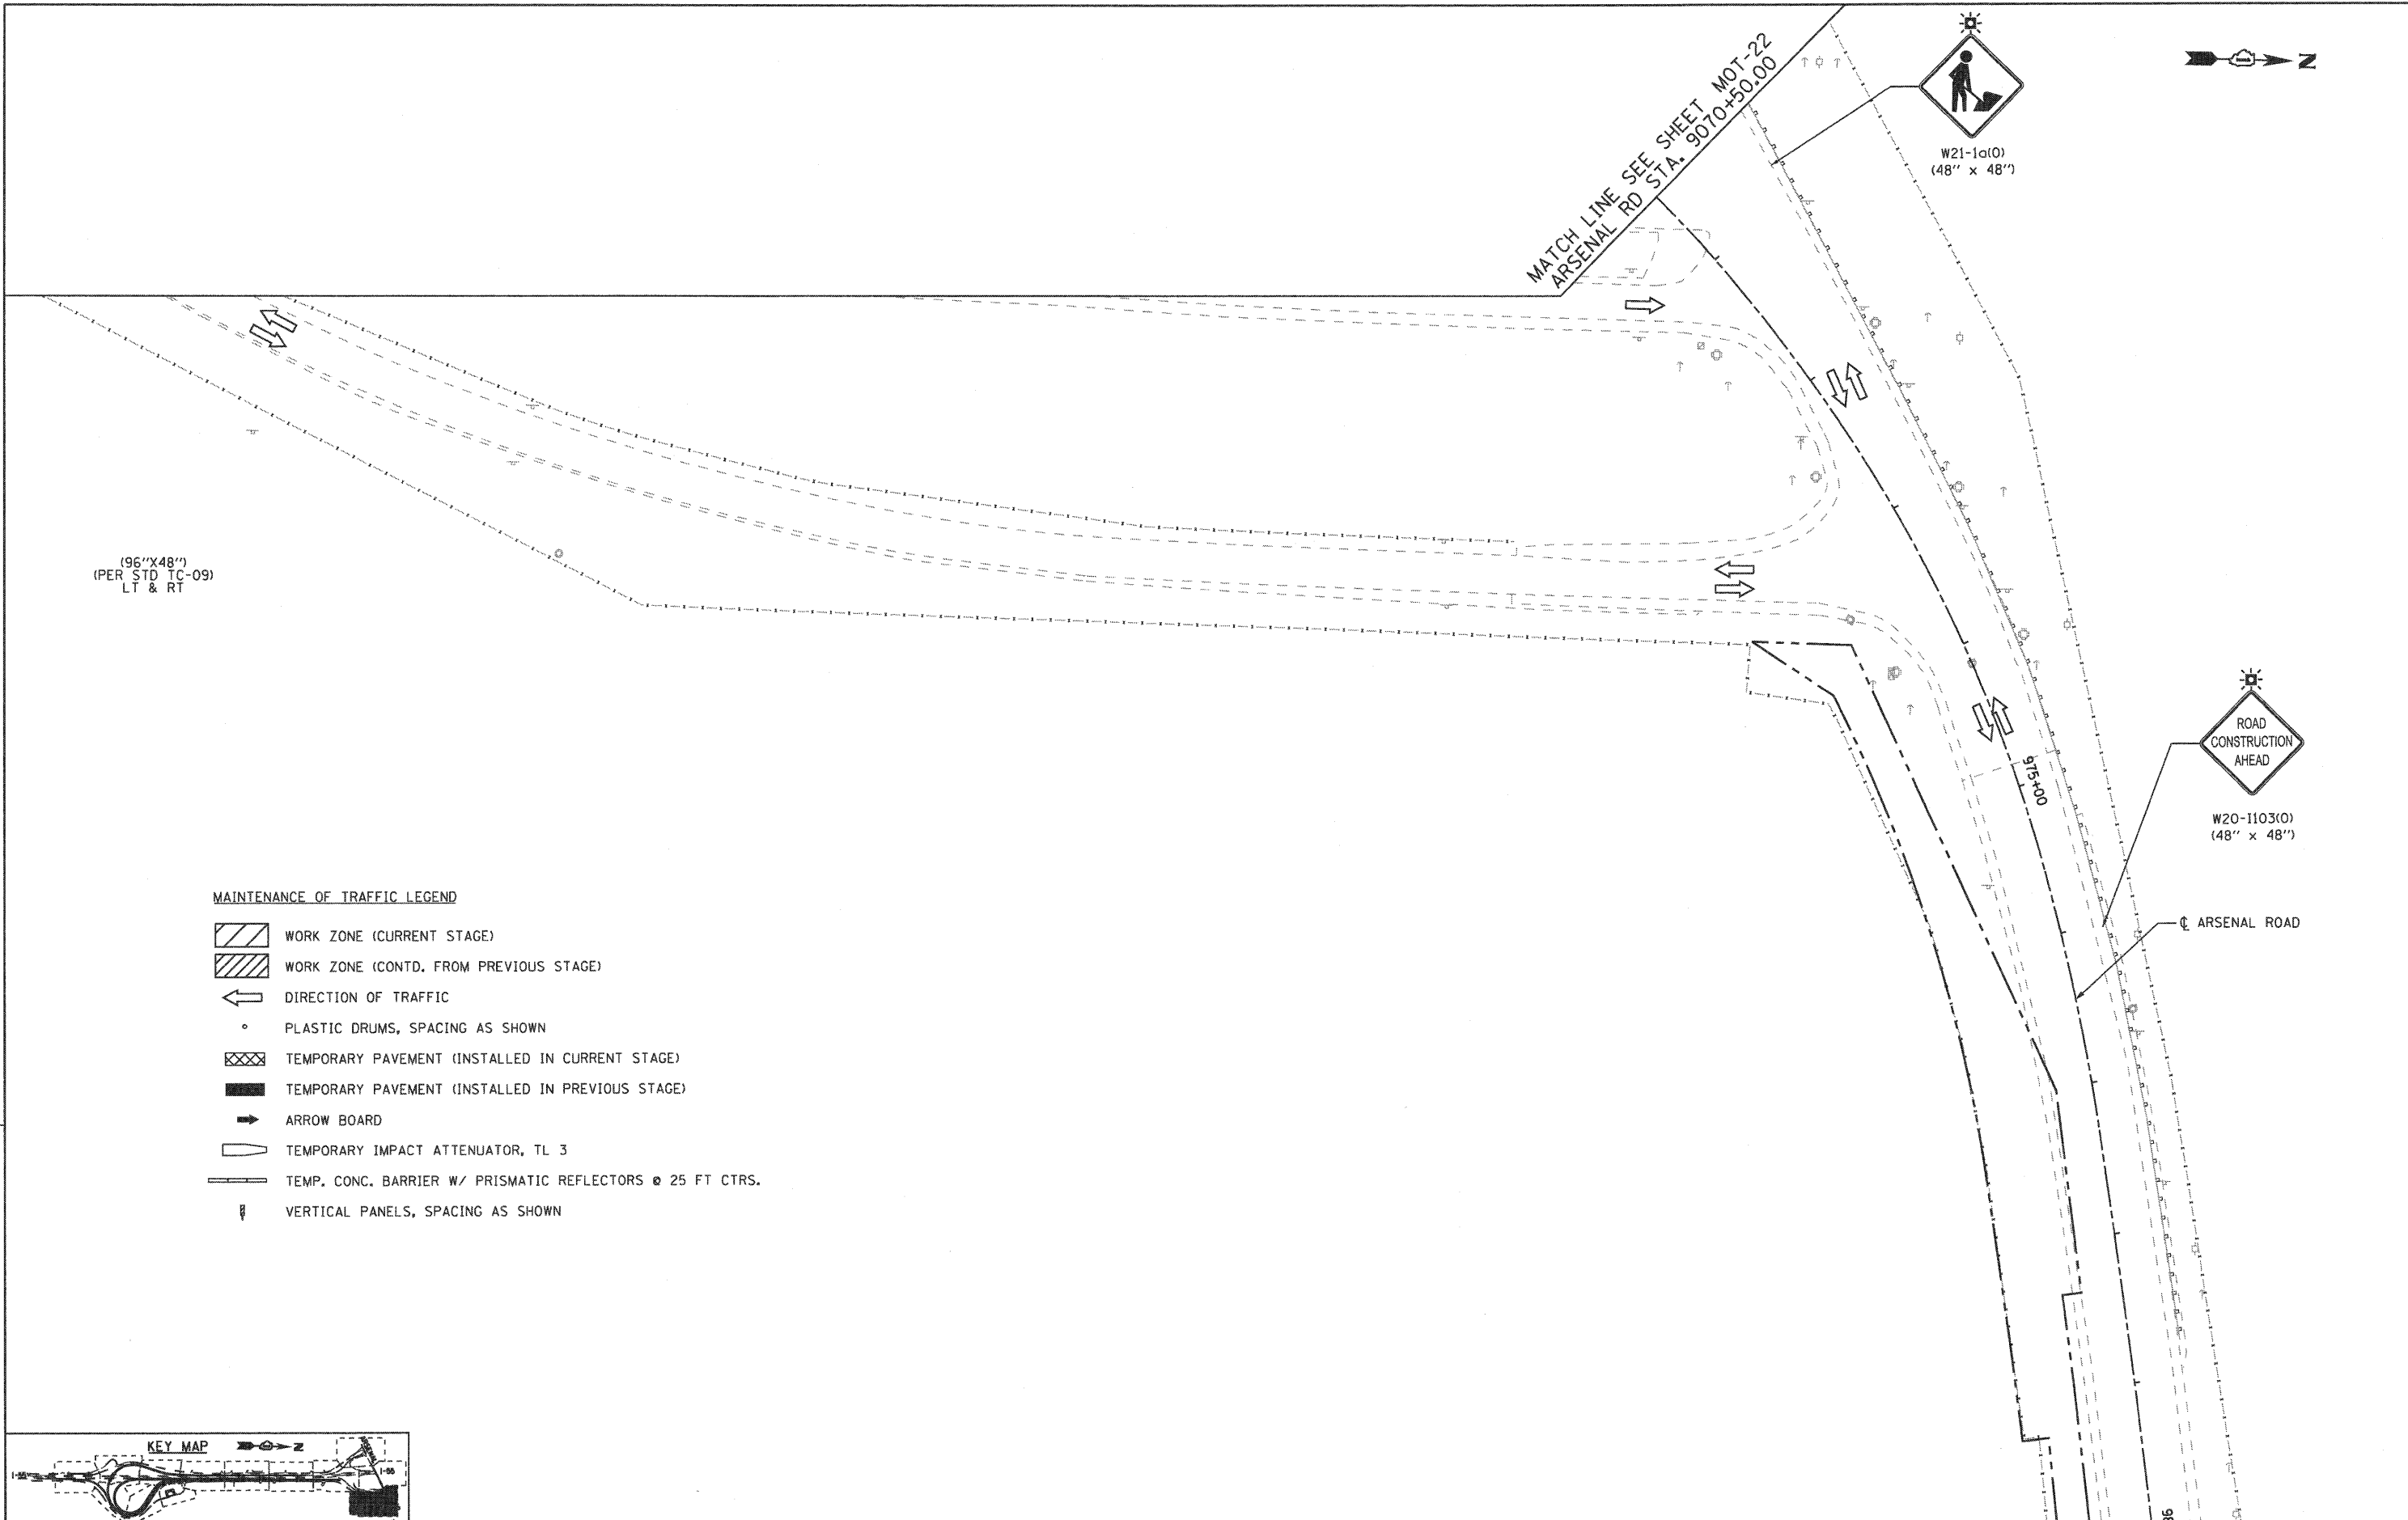 MATCH LINE SEE SHEET MOT-22
ARSENAL RD STA. 9070+50.00
N
W21-1a(O)
(48" x 48")
(96"X48")
(PER STD TC-09)
LT & RT
ROAD
CONSTRUCTION
AHEAD
W20-I103(O)
(48" x 48")
975+00
℄ ARSENAL ROAD
MAINTENANCE OF TRAFFIC LEGEND
WORK ZONE (CURRENT STAGE)
WORK ZONE (CONTD. FROM PREVIOUS STAGE)
DIRECTION OF TRAFFIC
PLASTIC DRUMS, SPACING AS SHOWN
TEMPORARY PAVEMENT (INSTALLED IN CURRENT STAGE)
TEMPORARY PAVEMENT (INSTALLED IN PREVIOUS STAGE)
ARROW BOARD
TEMPORARY IMPACT ATTENUATOR, TL 3
TEMP. CONC. BARRIER W/ PRISMATIC REFLECTORS @ 25 FT CTRS.
VERTICAL PANELS, SPACING AS SHOWN
KEY MAP
N
I-55
I-55